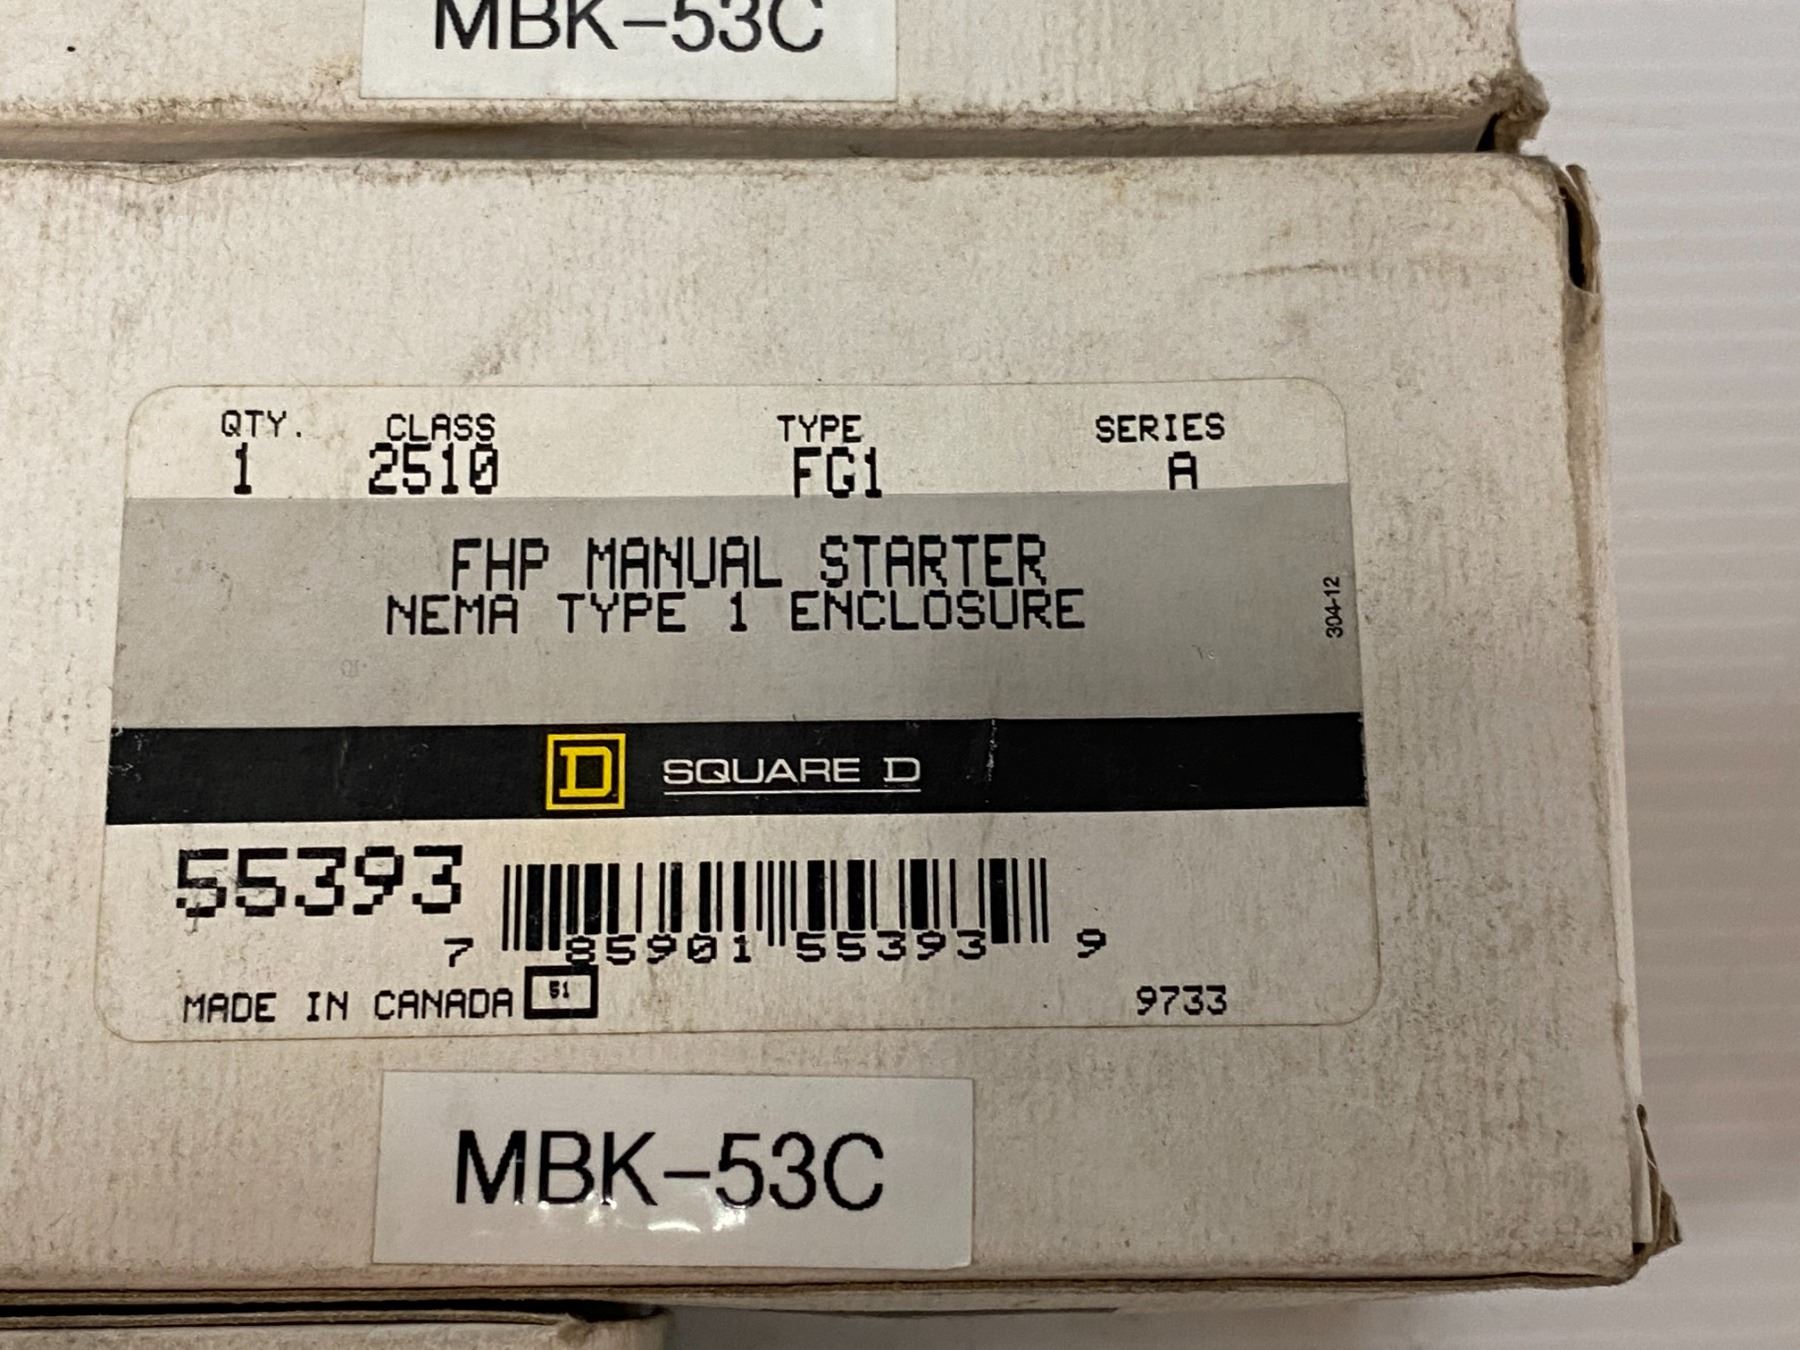 MBK-53C
QTY. CLASS TYPE SERIES
1 2510 FG1 A
FHP MANUAL STARTER
NEMA TYPE 1 ENCLOSURE
304-12
D SQUARE D
55393
7 85901 55393 9
MADE IN CANADA 51 9733
MBK-53C